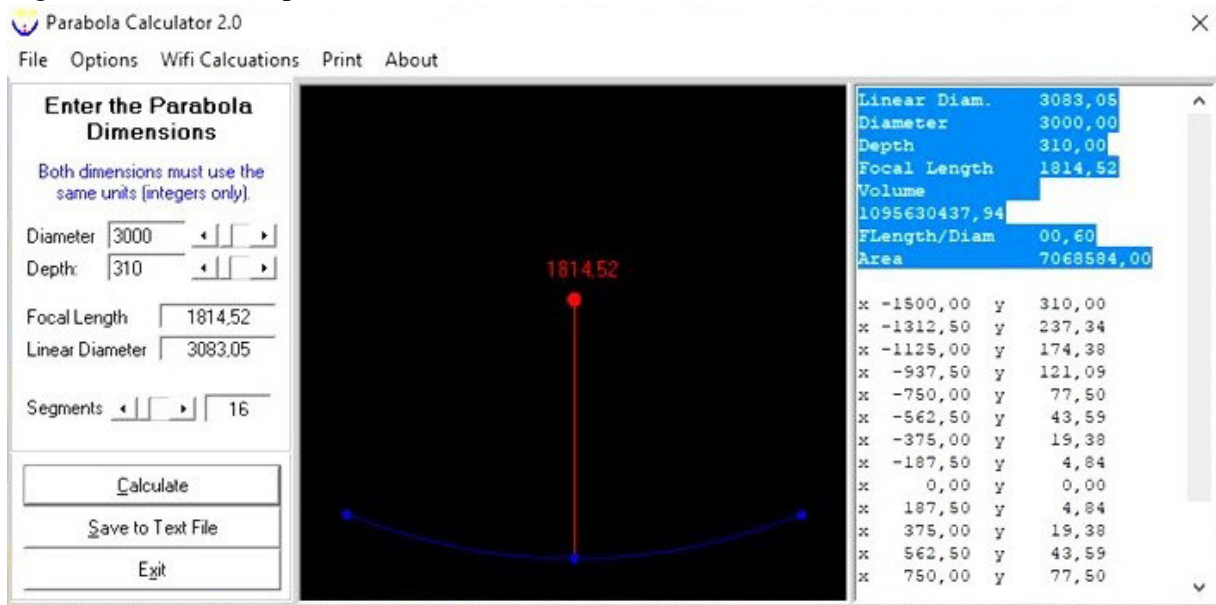 Parabola Calculator 2.0
File Options Wifi Calcuations Print About
Enter the Parabola
Dimensions
Both dimensions must use the
same units (integers only).
Diameter 3000
Depth: 310
Focal Length 1814,52
Linear Diameter 3083,05
Segments 16
Calculate
Save to Text File
Exit
1814,52
Linear Diam. 3083,05
Diameter 3000,00
Depth 310,00
Focal Length 1814,52
Volume
1095630437,94
FLength/Diam 00,60
Area 7068584,00
x -1500,00 y 310,00
x -1312,50 y 237,34
x -1125,00 y 174,38
x -937,50 y 121,09
x -750,00 y 77,50
x -562,50 y 43,59
x -375,00 y 19,38
x -187,50 y 4,84
x 0,00 y 0,00
x 187,50 y 4,84
x 375,00 y 19,38
x 562,50 y 43,59
x 750,00 y 77,50